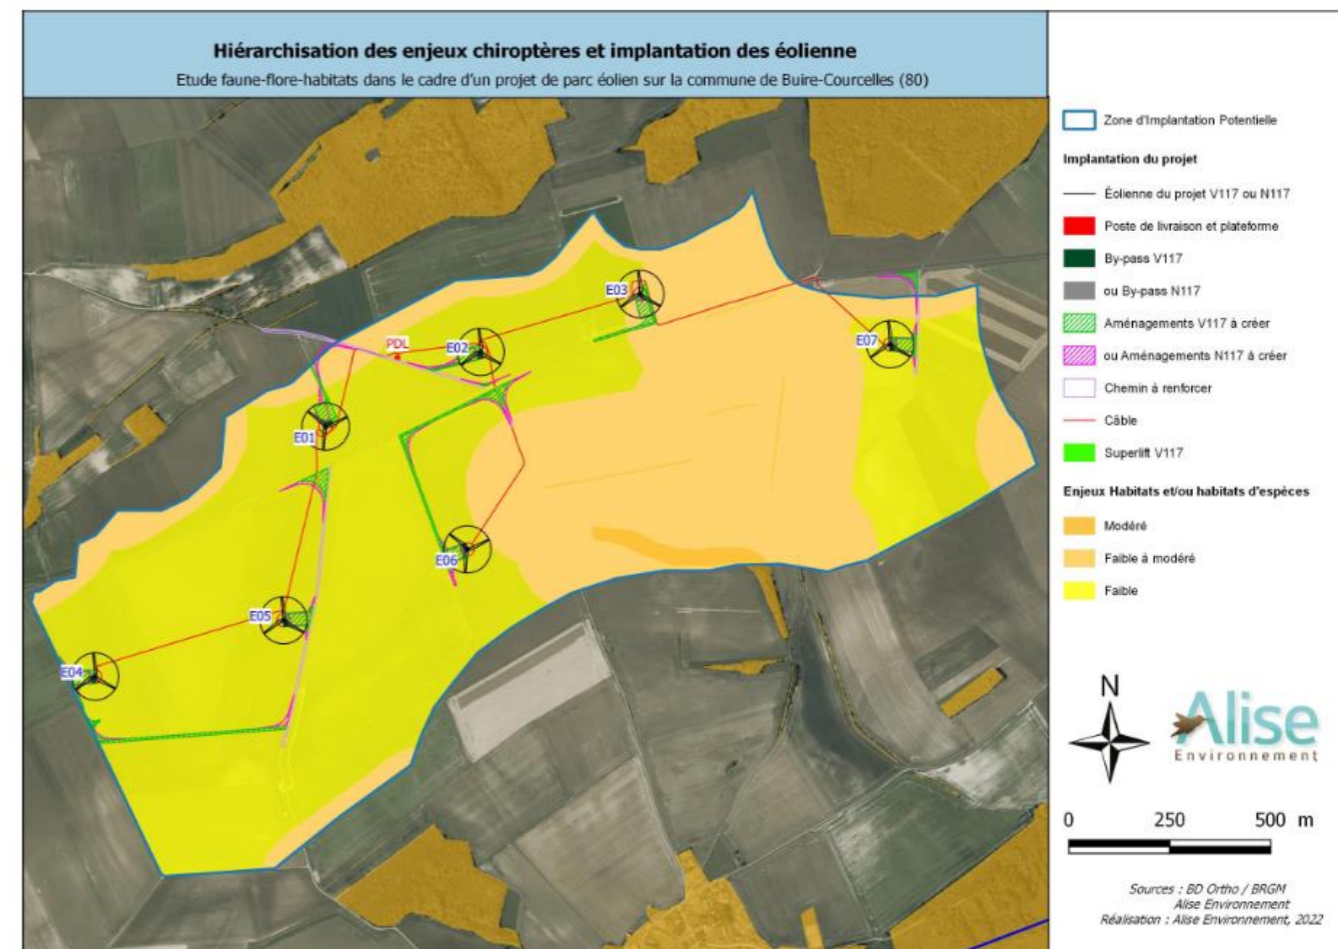 Hiérarchisation des enjeux chiroptères et implantation des éolienne
Etude faune-flore-habitats dans le cadre d'un projet de parc éolien sur la commune de Buire-Courcelles (80)
E03
PDL
E02
E07
E01
E06
E05
E04
Zone d'Implantation Potentielle
Implantation du projet
Éolienne du projet V117 ou N117
Poste de livraison et plateforme
By-pass V117
ou By-pass N117
Aménagements V117 à créer
ou Aménagements N117 à créer
Chemin à renforcer
Câble
Superlift V117
Enjeux Habitats et/ou habitats d'espèces
Modéré
Faible à modéré
Faible
N
Alise
Environnement
0 250 500 m
Sources : BD Ortho / BRGM
Alise Environnement
Réalisation : Alise Environnement, 2022